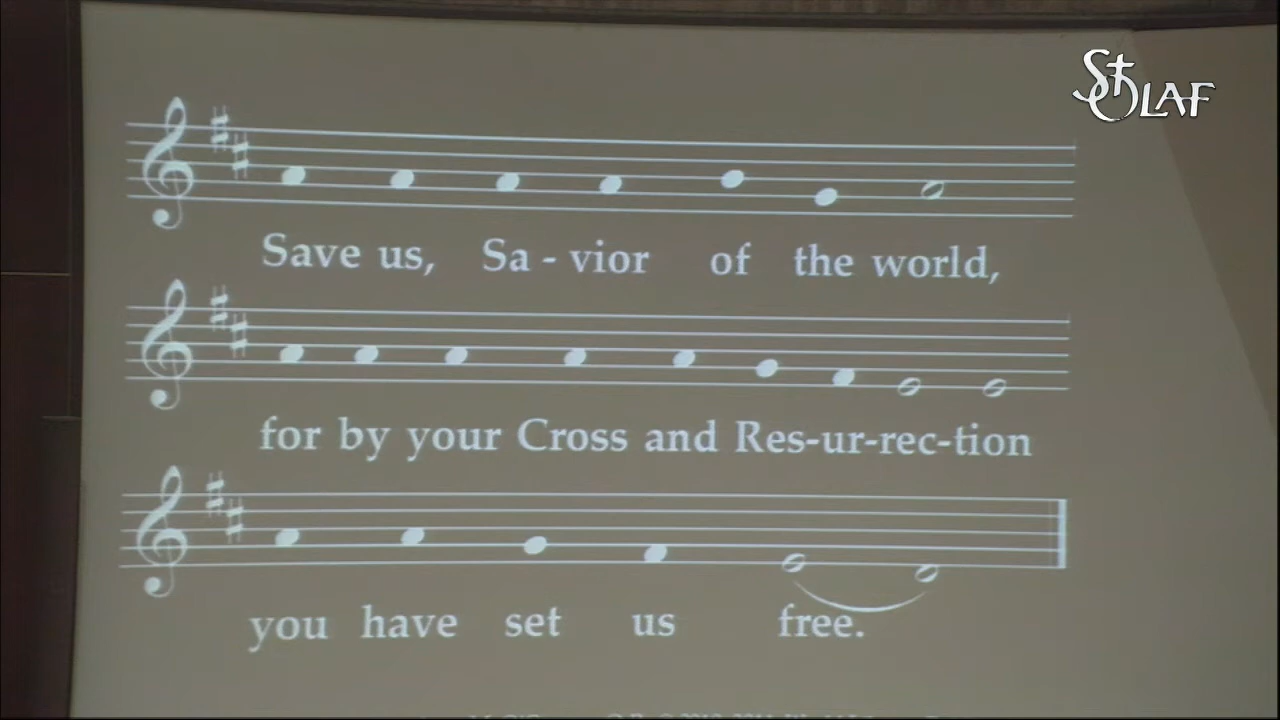 St OLAF
Save us, Sa - vior of the world,
for by your Cross and Res-ur-rec-tion
you have set us free.